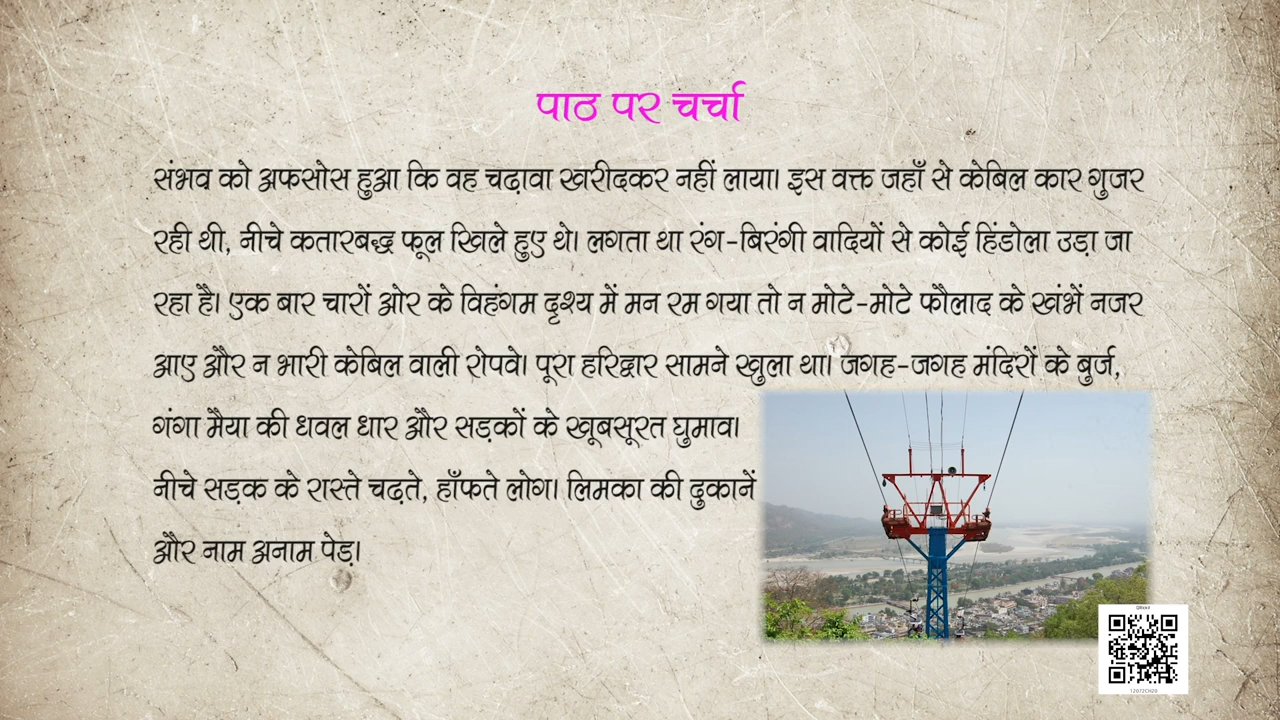 पाठ पर चर्चा
संभव को अफसोस हुआ कि वह चढ़ावा खरीदकर नहीं लाया। इस वक्त जहाँ से केबिल कार गुजर
रही थी, नीचे कतारबद्ध फूल खिले हुए थे। लगता था रंग-बिरंगी वादियों से कोई हिंडोला उड़ा जा
रहा है। एक बार चारों ओर के विहंगम दृश्य में मन रम गया तो न मोटे-मोटे फौलाद के खंभें नजर
आए और न भारी केबिल वाली रोपवे। पूरा हरिद्वार सामने खुला था। जगह-जगह मंदिरों के बुर्ज,
गंगा मैया की धवल धार और सड़कों के खूबसूरत घुमाव।
नीचे सड़क के रास्ते चढ़ते, हाँफते लोग। लिमका की दुकानें
और नाम अनाम पेड़।
12072CH20